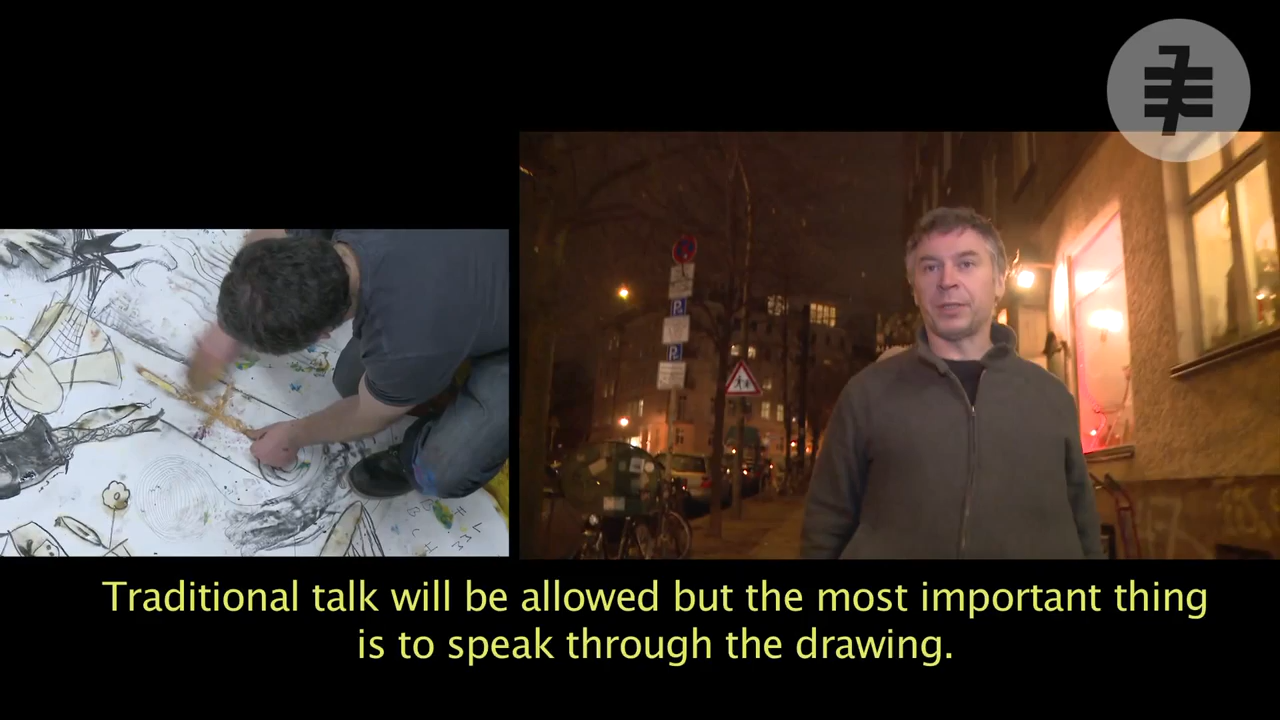 P
P
Traditional talk will be allowed but the most important thing
is to speak through the drawing.